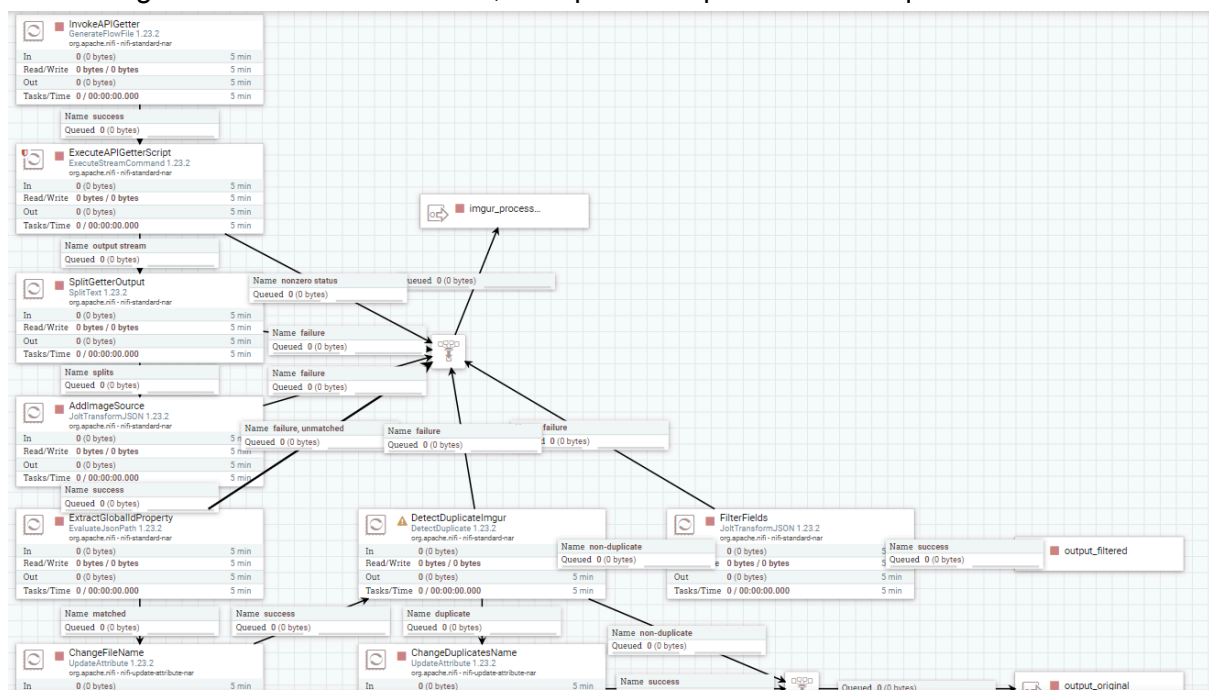 InvokeAPIGetter
GenerateFlowFile 1.23.2
org.apache.nifi - nifi-standard-nar
In 0 (0 bytes) 5 min
Read/Write 0 bytes / 0 bytes 5 min
Out 0 (0 bytes) 5 min
Tasks/Time 0 / 00:00:00.000 5 min
Name success
Queued 0 (0 bytes)
ExecuteAPIGetterScript
ExecuteStreamCommand 1.23.2
org.apache.nifi - nifi-standard-nar
In 0 (0 bytes) 5 min
Read/Write 0 bytes / 0 bytes 5 min
Out 0 (0 bytes) 5 min
Tasks/Time 0 / 00:00:00.000 5 min
imgur_process...
Name output stream
Queued 0 (0 bytes)
SplitGetterOutput
SplitText 1.23.2
org.apache.nifi - nifi-standard-nar
In 0 (0 bytes) 5 min
Read/Write 0 bytes / 0 bytes 5 min
Out 0 (0 bytes) 5 min
Tasks/Time 0 / 00:00:00.000 5 min
Name nonzero status
Queued 0 (0 bytes)
ueued 0 (0 bytes)
Name failure
Queued 0 (0 bytes)
Name splits
Queued 0 (0 bytes)
Name failure
Queued 0 (0 bytes)
AddImageSource
JoltTransformJSON 1.23.2
org.apache.nifi - nifi-standard-nar
In 0 (0 bytes)
Read/Write 0 bytes / 0 bytes 5 min
Out 0 (0 bytes) 5 min
Tasks/Time 0 / 00:00:00.000 5 min
Name failure, unmatched
Queued 0 (0 bytes)
Name failure
Queued 0 (0 bytes)
failure
0 (0 bytes)
Name success
Queued 0 (0 bytes)
ExtractGlobalIdProperty
EvaluateJsonPath 1.23.2
org.apache.nifi - nifi-standard-nar
In 0 (0 bytes) 5 min
Read/Write 0 bytes / 0 bytes 5 min
Out 0 (0 bytes) 5 min
Tasks/Time 0 / 00:00:00.000 5 min
DetectDuplicateImgur
DetectDuplicate 1.23.2
org.apache.nifi - nifi-standard-nar
In 0 (0 bytes)
Read/Write 0 bytes / 0 bytes
Out 0 (0 bytes) 5 min
Tasks/Time 0 / 00:00:00.000 5 min
Name non-duplicate
Queued 0 (0 bytes)
FilterFields
JoltTransformJSON 1.23.2
org.apache.nifi - nifi-standard-nar
0 (0 bytes)
0 bytes / 0 bytes
Out 0 (0 bytes) 5 min
Tasks/Time 0 / 00:00:00.000 5 min
Name success
Queued 0 (0 bytes)
output_filtered
Name matched
Queued 0 (0 bytes)
Name success
Queued 0 (0 bytes)
Name duplicate
Queued 0 (0 bytes)
Name non-duplicate
Queued 0 (0 bytes)
ChangeFileName
UpdateAttribute 1.23.2
org.apache.nifi - nifi-update-attribute-nar
In 0 (0 bytes) 5 min
ChangeDuplicatesName
UpdateAttribute 1.23.2
org.apache.nifi - nifi-update-attribute-nar
In 0 (0 bytes) 5 min
Name success
Queued 0 (0 bytes)
output_original